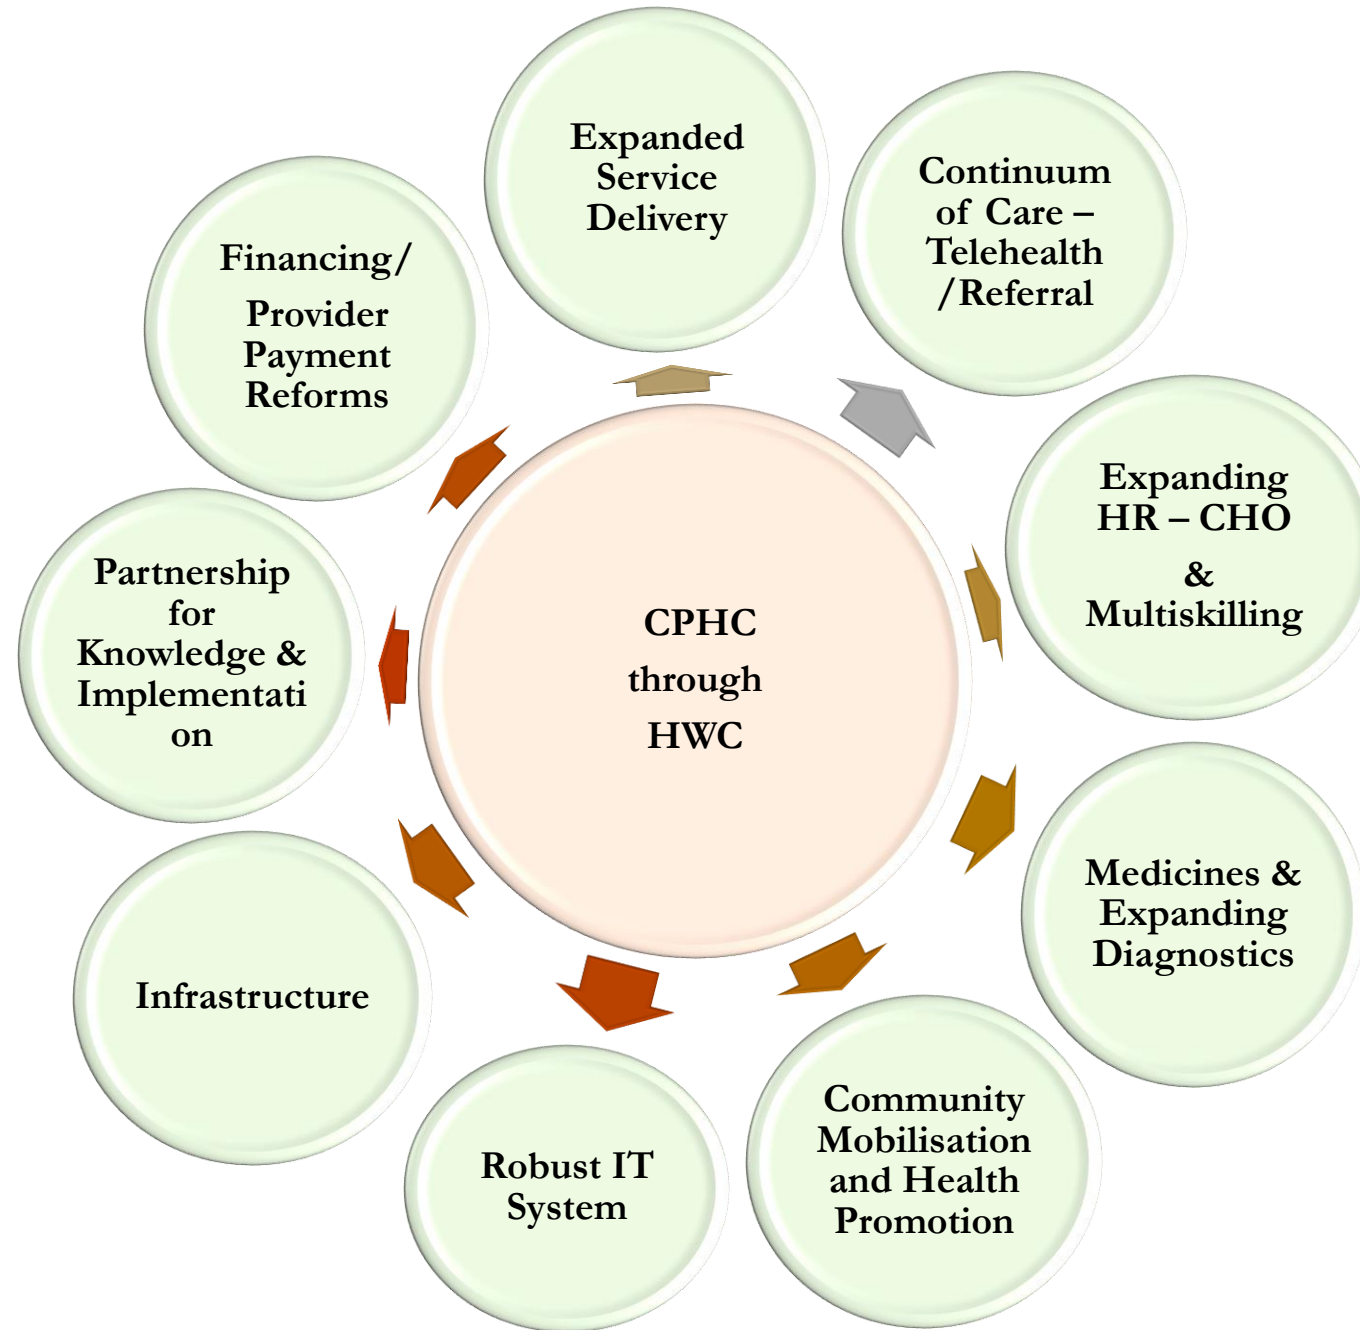 Expanded
Service
Delivery
Continuum
of Care –
Telehealth
/Referral
Expanding
HR – CHO
&
Multiskilling
Medicines &
Expanding
Diagnostics
Community
Mobilisation
and Health
Promotion
Robust IT
System
Infrastructure
Partnership
for
Knowledge &
Implementati
on
Financing/
Provider
Payment
Reforms
CPHC
through
HWC